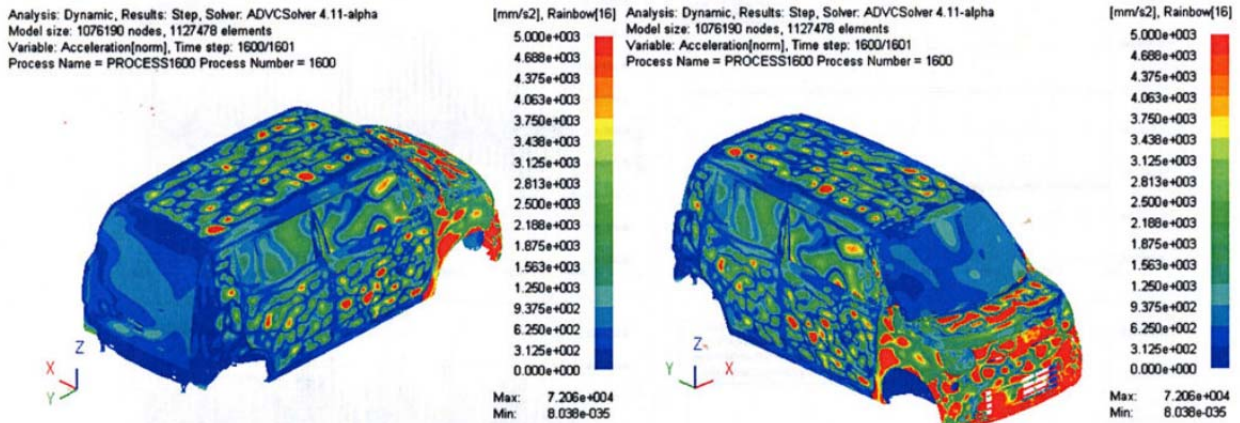 Analysis: Dynamic, Results: Step, Solver: ADVCSolver 4.11-alpha
Model size: 1076190 nodes, 1127478 elements
Variable: Acceleration[norm], Time step: 1600/1601
Process Name = PROCESS1600 Process Number = 1600
[mm/s2], Rainbow[16]
5.000e+003
4.688e+003
4.375e+003
4.063e+003
3.750e+003
3.438e+003
3.125e+003
2.813e+003
2.500e+003
2.188e+003
1.875e+003
1.563e+003
1.250e+003
9.375e+002
6.250e+002
3.125e+002
0.000e+000
Max: 7.206e+004
Min: 8.038e-035
Z
X
Y
Analysis: Dynamic, Results: Step, Solver: ADVCSolver 4.11-alpha
Model size: 1076190 nodes, 1127478 elements
Variable: Acceleration[norm], Time step: 1600/1601
Process Name = PROCESS1600 Process Number = 1600
[mm/s2], Rainbow[16]
5.000e+003
4.688e+003
4.375e+003
4.063e+003
3.750e+003
3.438e+003
3.125e+003
2.813e+003
2.500e+003
2.188e+003
1.875e+003
1.563e+003
1.250e+003
9.375e+002
6.250e+002
3.125e+002
0.000e+000
Max: 7.206e+004
Min: 8.038e-035
Z
Y
X